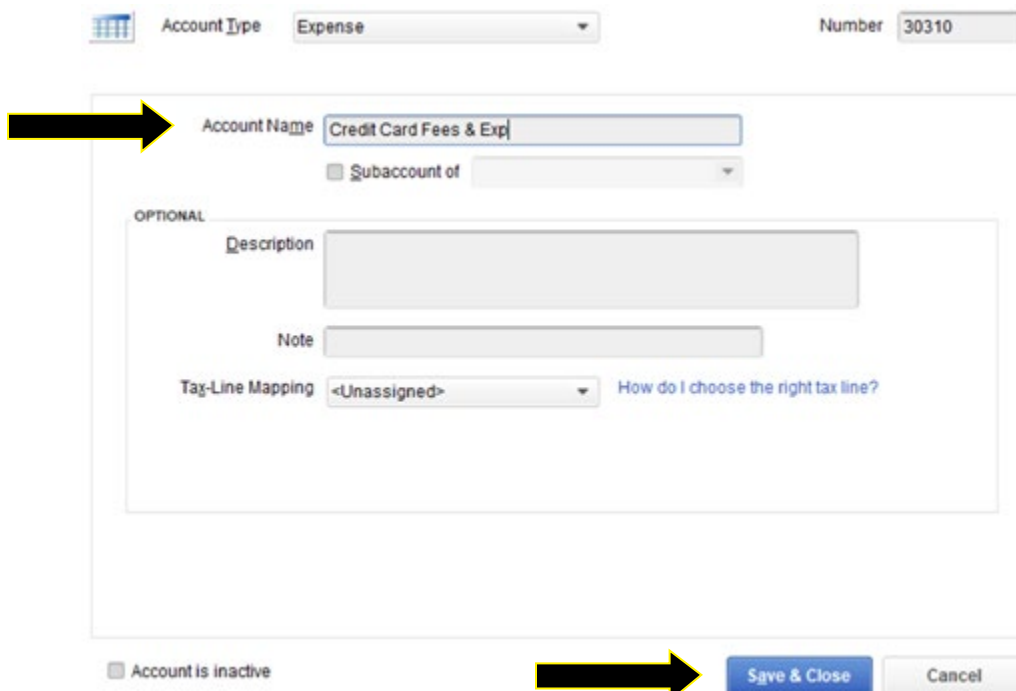 Account Type Expense Number 30310
Account Name Credit Card Fees & Exp
Subaccount of
OPTIONAL
Description
Note
Tax-Line Mapping <Unassigned> How do I choose the right tax line?
Account is inactive Save & Close Cancel